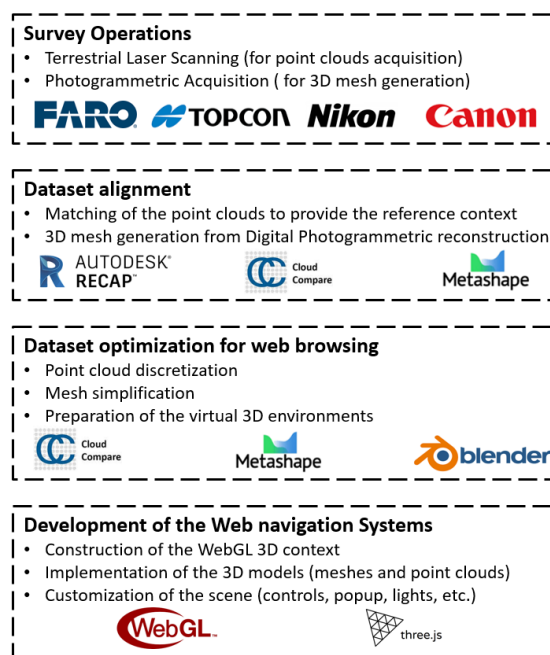 Survey Operations
• Terrestrial Laser Scanning (for point clouds acquisition)
• Photogrammetric Acquisition ( for 3D mesh generation)
FARO TOPCON Nikon Canon
Dataset alignment
• Matching of the point clouds to provide the reference context
• 3D mesh generation from Digital Photogrammetric reconstruction
R AUTODESK® RECAP™ CC Cloud Compare Metashape
Dataset optimization for web browsing
• Point cloud discretization
• Mesh simplification
• Preparation of the virtual 3D environments
CC Cloud Compare Metashape blender
Development of the Web navigation Systems
• Construction of the WebGL 3D context
• Implementation of the 3D models (meshes and point clouds)
• Customization of the scene (controls, popup, lights, etc.)
WebGL™ three.js